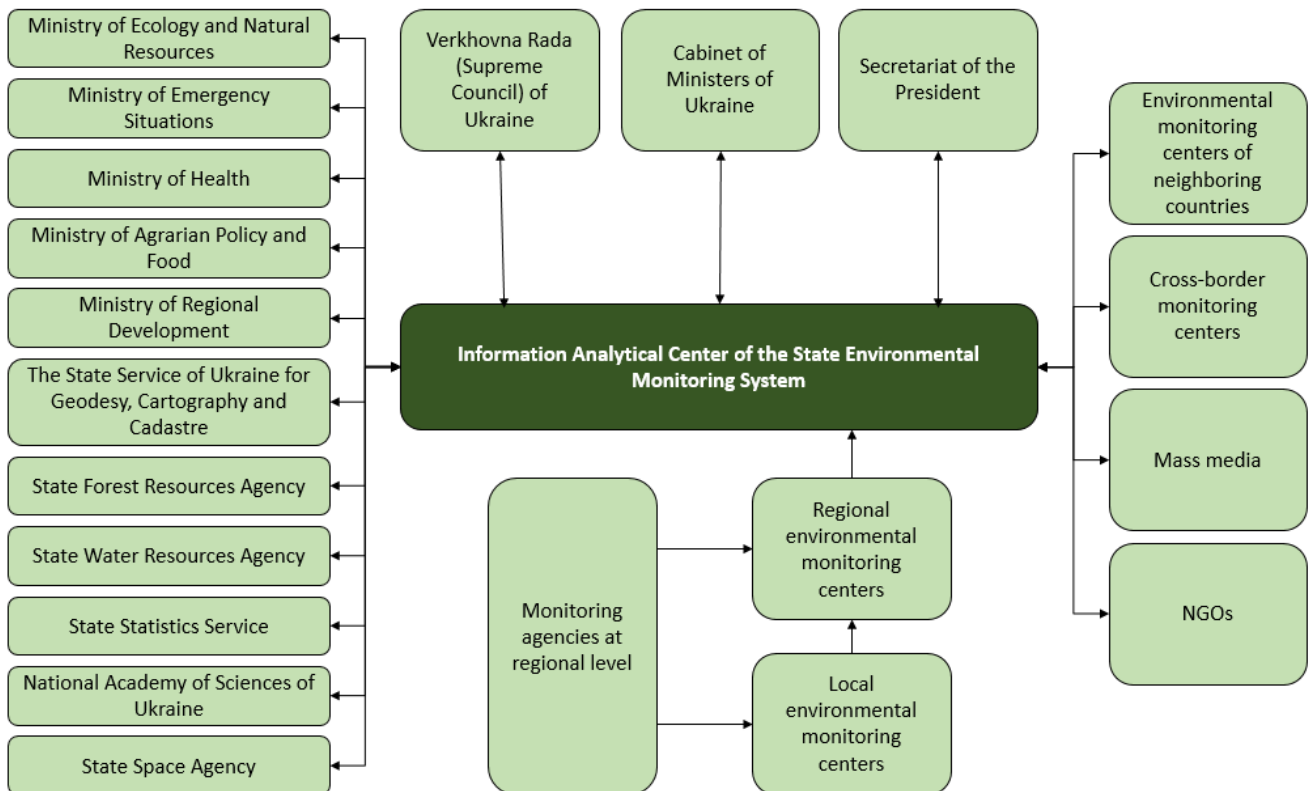 Ministry of Ecology and Natural
Resources
Ministry of Emergency
Situations
Ministry of Health
Ministry of Agrarian Policy and
Food
Ministry of Regional
Development
The State Service of Ukraine for
Geodesy, Cartography and
Cadastre
State Forest Resources Agency
State Water Resources Agency
State Statistics Service
National Academy of Sciences of
Ukraine
State Space Agency
Verkhovna Rada
(Supreme
Council) of
Ukraine
Cabinet of
Ministers of
Ukraine
Secretariat of the
President
Information Analytical Center of the State Environmental
Monitoring System
Monitoring
agencies at
regional level
Regional
environmental
monitoring
centers
Local
environmental
monitoring
centers
Environmental
monitoring
centers of
neighboring
countries
Cross-border
monitoring
centers
Mass media
NGOs